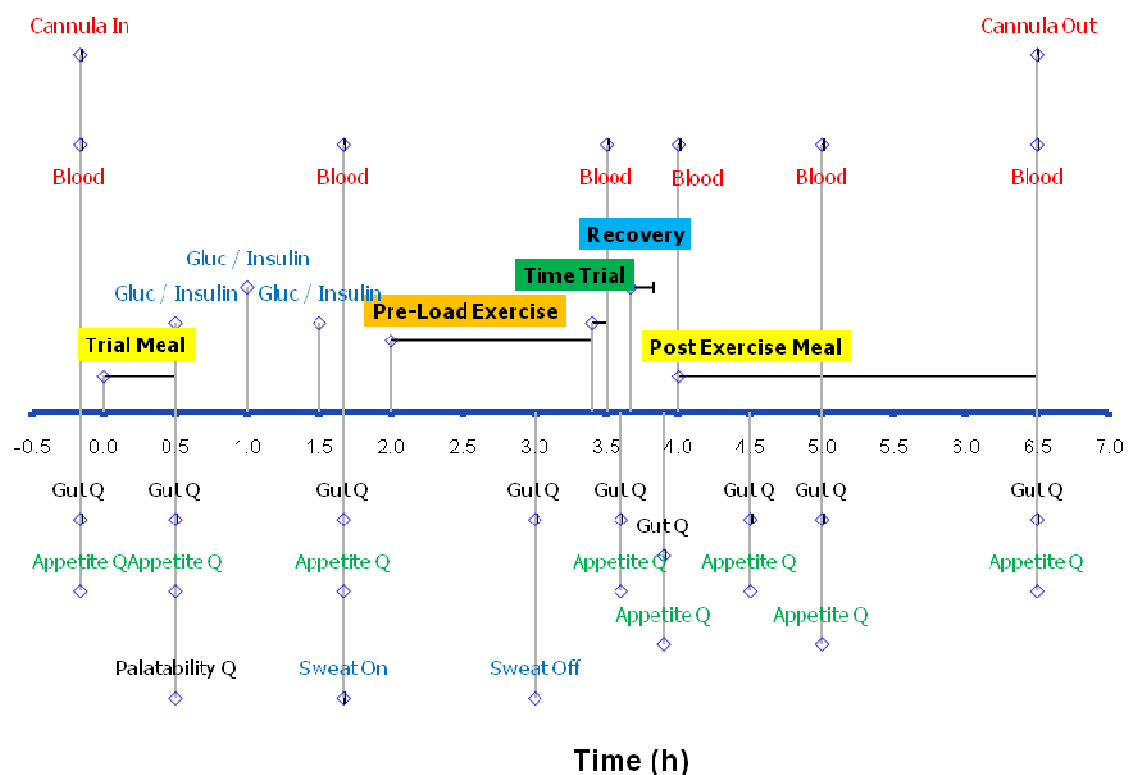 Cannula In
Cannula Out
Blood
Blood
Blood
Blood
Blood
Blood
Recovery
Gluc / Insulin
Time Trial
Gluc / Insulin
Gluc / Insulin
Pre-Load Exercise
Trial Meal
Post Exercise Meal
-0.5 0.0 0.5 1.0 1.5 2.0 2.5 3.0 3.5 4.0 4.5 5.0 5.5 6.0 6.5 7.0
Gut Q
Gut Q
Gut Q
Gut Q
Gut Q
Gut Q
Gut Q
Gut Q
Gut Q
Appetite Q
Appetite Q
Appetite Q
Appetite Q
Appetite Q
Appetite Q
Appetite Q
Appetite Q
Palatability Q
Sweat On
Sweat Off
Time (h)